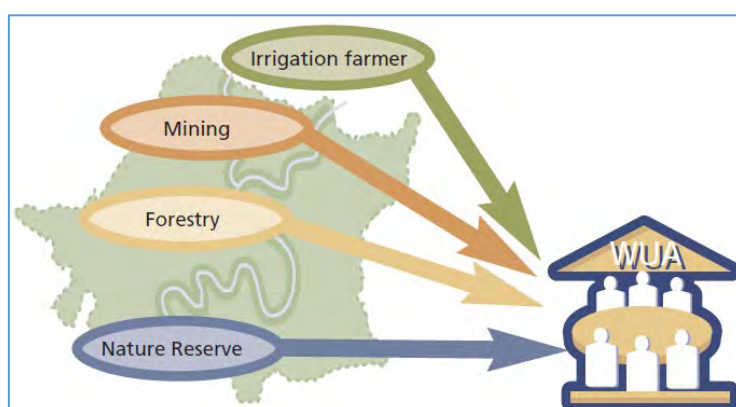 Irrigation farmer
Mining
Forestry
WUA
Nature Reserve